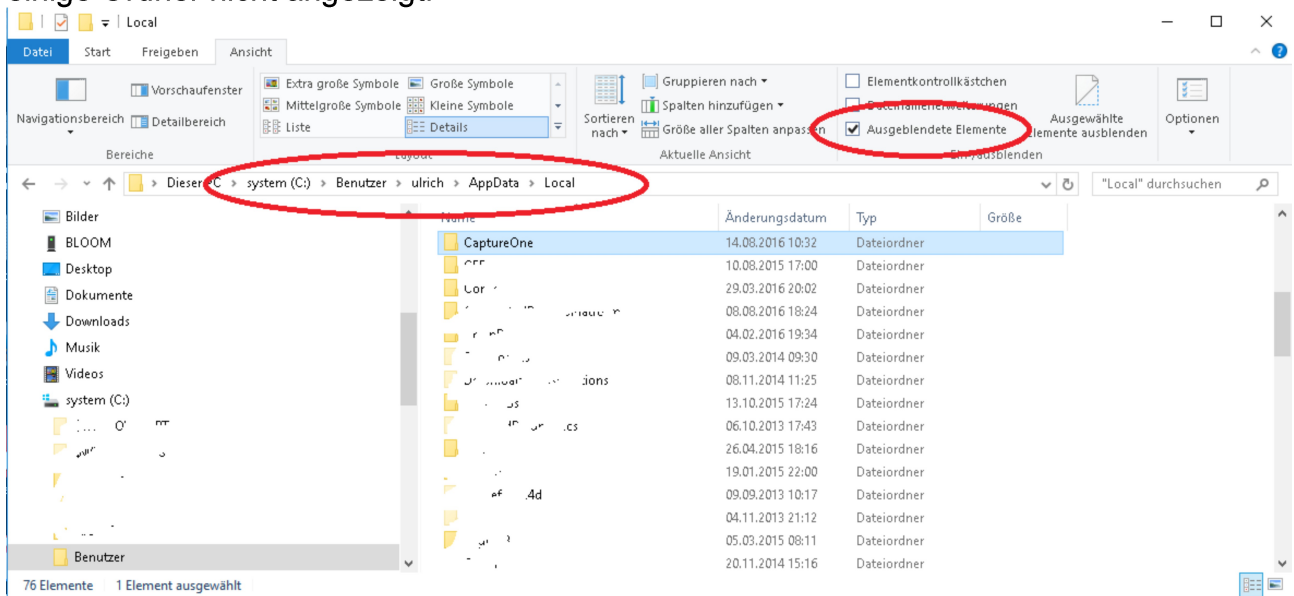 einige Ordner nicht angezeigt.
Local
Datei Start Freigeben Ansicht
Navigationsbereich
Vorschaufenster
Detailbereich
Bereiche
Extra große Symbole Große Symbole
Mittelgroße Symbole Kleine Symbole
Liste Details
Layout
Sortieren nach
Gruppieren nach
Spalten hinzufügen
Größe aller Spalten anpassen
Aktuelle Ansicht
Elementkontrollkästchen
Dateinamenerweiterungen
Ausgeblendete Elemente
Ausgewählte
Elemente ausblenden
Ein-/ausblenden
Optionen
Dieser PC > system (C:) > Benutzer > ulrich > AppData > Local
"Local" durchsuchen
Bilder
BLOOM
Desktop
Dokumente
Downloads
Musik
Videos
system (C:)
Benutzer
Name Änderungsdatum Typ Größe
CaptureOne 14.08.2016 10:32 Dateiordner
10.08.2015 17:00 Dateiordner
29.03.2016 20:02 Dateiordner
08.08.2016 18:24 Dateiordner
04.02.2016 19:34 Dateiordner
09.03.2014 09:30 Dateiordner
08.11.2014 11:25 Dateiordner
13.10.2015 17:24 Dateiordner
06.10.2013 17:43 Dateiordner
26.04.2015 18:16 Dateiordner
19.01.2015 22:00 Dateiordner
09.09.2013 10:17 Dateiordner
04.11.2013 21:12 Dateiordner
05.03.2015 08:11 Dateiordner
20.11.2014 15:16 Dateiordner
76 Elemente 1 Element ausgewählt